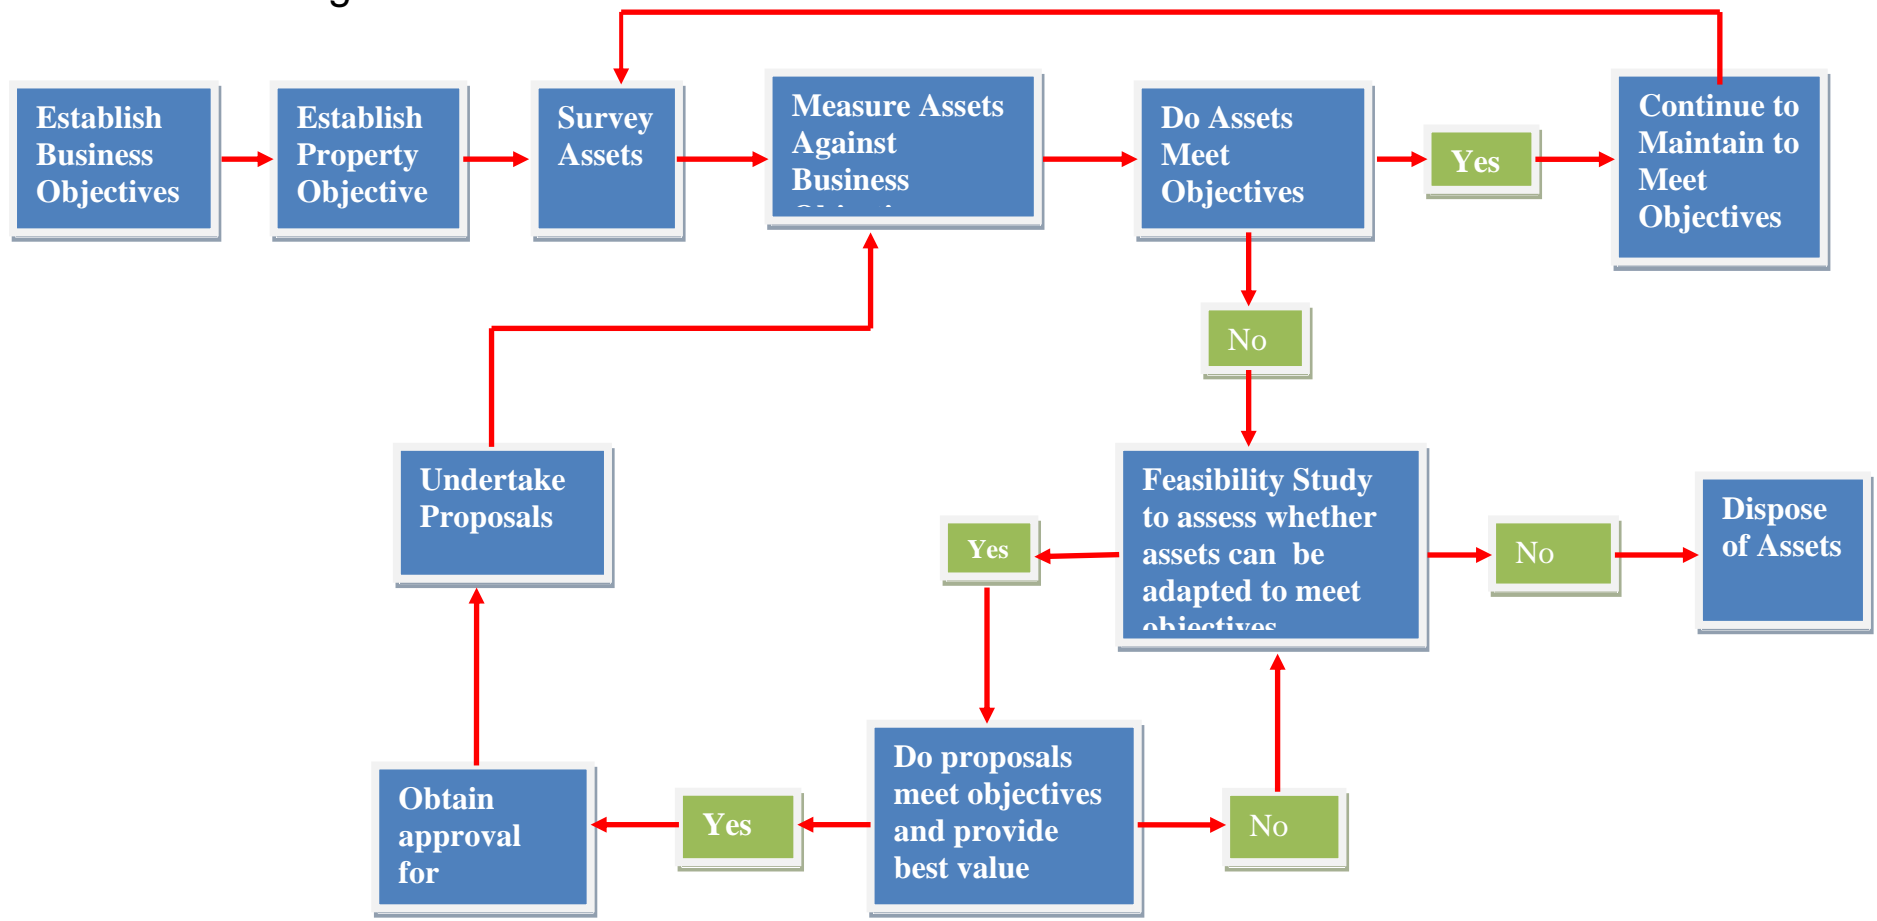 Establish
Business
Objectives
Establish
Property
Objective
Survey
Assets
Measure Assets
Against
Business
Do Assets
Meet
Objectives
Yes
Continue to
Maintain to
Meet
Objectives
No
Undertake
Proposals
Yes
Feasibility Study
to assess whether
assets can be
adapted to meet
objectives
No
Dispose
of Assets
Obtain
approval
for
Yes
Do proposals
meet objectives
and provide
best value
No